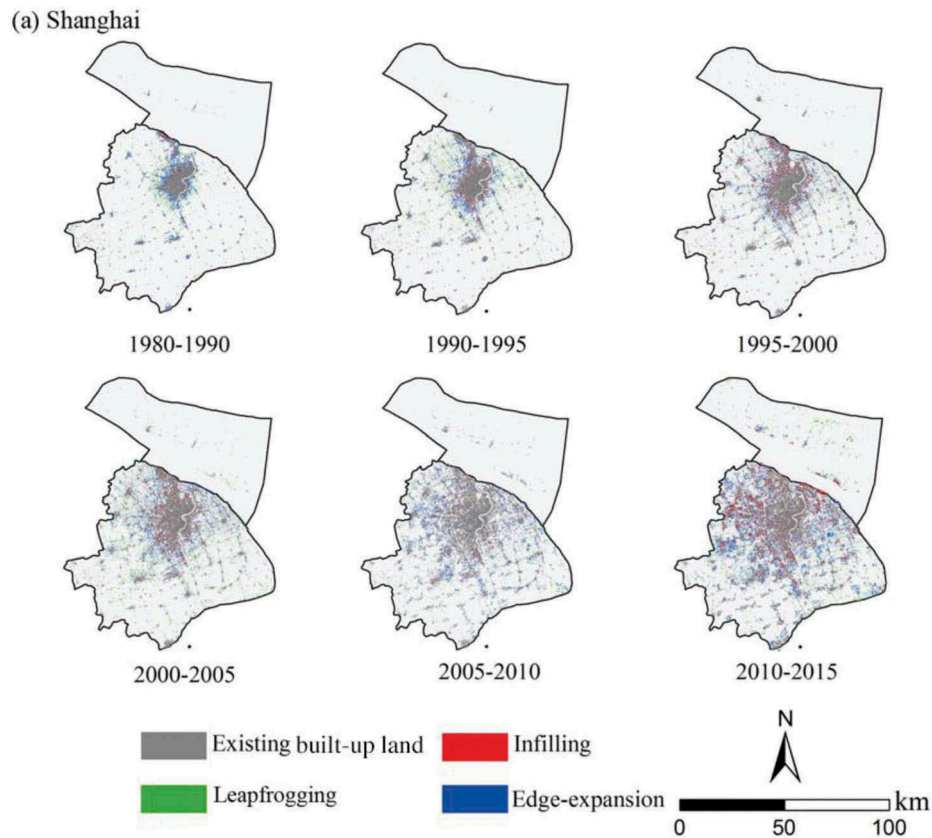 (a) Shanghai
1980-1990
1990-1995
1995-2000
2000-2005
2005-2010
2010-2015
Existing built-up land
Infilling
Leapfrogging
Edge-expansion
N
km
0 50 100